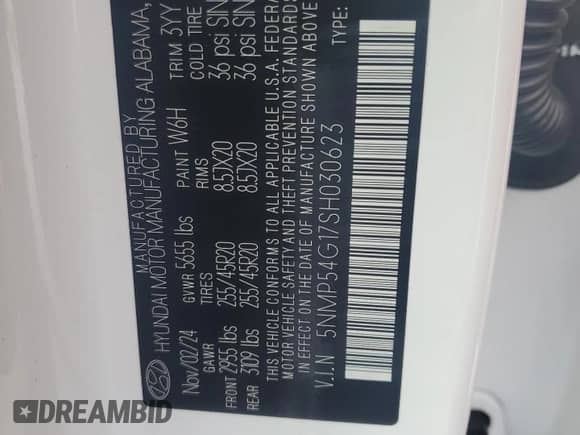 MANUFACTURED BY
HYUNDAI MOTOR MANUFACTURING ALABAMA,
Nov/02/24 GVWR 5655 lbs PAINT W6H TRIM 3YY
GAWR TIRES RIMS COLD TIRE
FRONT 2955 lbs 255/45R20 8.5JX20 36 psi SIN
REAR 3109 lbs 255/45R20 8.5JX20 36 psi SIN
THIS VEHICLE CONFORMS TO ALL APPLICABLE U.S.A. FEDERA
MOTOR VEHICLE SAFETY AND THEFT PREVENTION STANDARDS
IN EFFECT ON THE DATE OF MANUFACTURE SHOWN ABOVE
V.I.N 5NMP54G17SH030623 TYPE:
DREAMBID